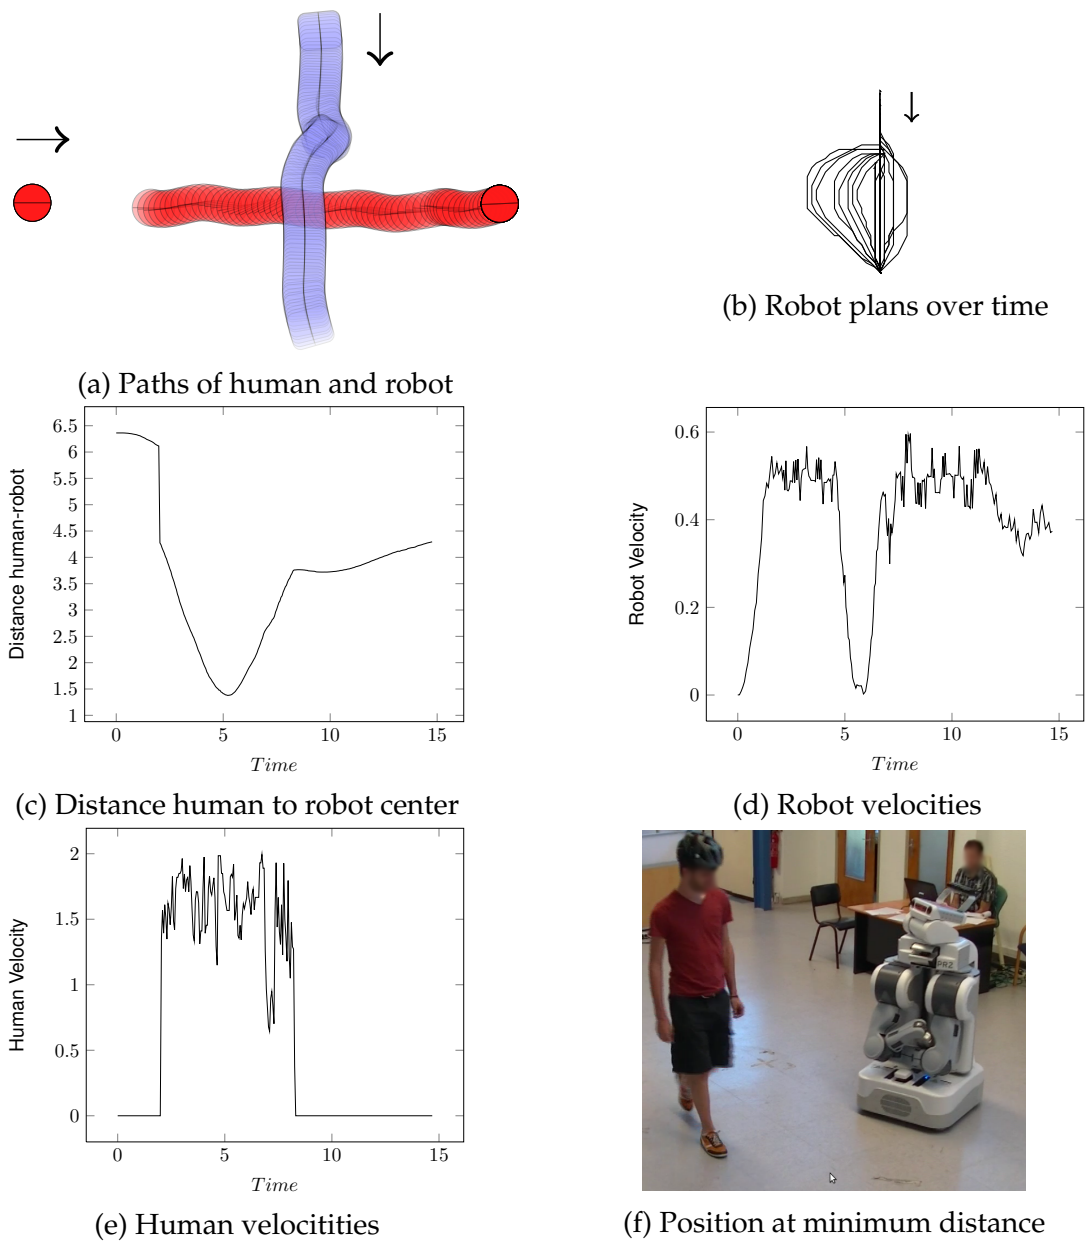 (a) Paths of human and robot
(b) Robot plans over time
Distance human-robot
6.5
6
5.5
5
4.5
4
3.5
3
2.5
2
1.5
1
0 5 10 15
Time
(c) Distance human to robot center
Robot Velocity
0.6
0.4
0.2
0
0 5 10 15
Time
(d) Robot velocities
Human Velocity
2
1.5
1
0.5
0
0 5 10 15
Time
(e) Human velocitities
PR2
(f) Position at minimum distance